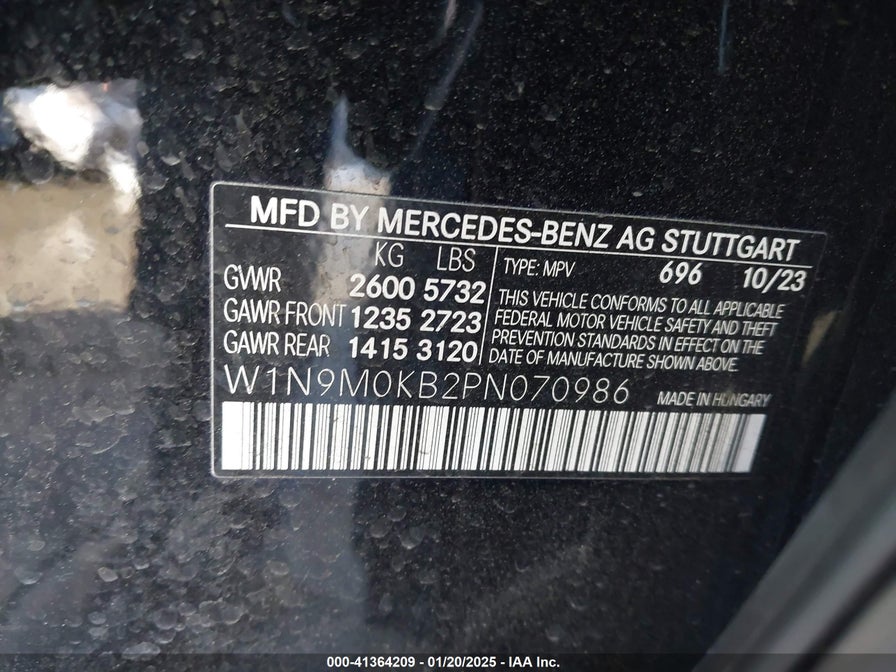 MFD BY MERCEDES-BENZ AG STUTTGART
KG LBS
GVWR 2600 5732
GAWR FRONT 1235 2723
GAWR REAR 1415 3120
TYPE: MPV 696 10/23
THIS VEHICLE CONFORMS TO ALL APPLICABLE
FEDERAL MOTOR VEHICLE SAFETY AND THEFT
PREVENTION STANDARDS IN EFFECT ON THE
DATE OF MANUFACTURE SHOWN ABOVE.
W1N9M0KB2PN070986
MADE IN HUNGARY
000-41364209 - 01/20/2025 - IAA Inc.